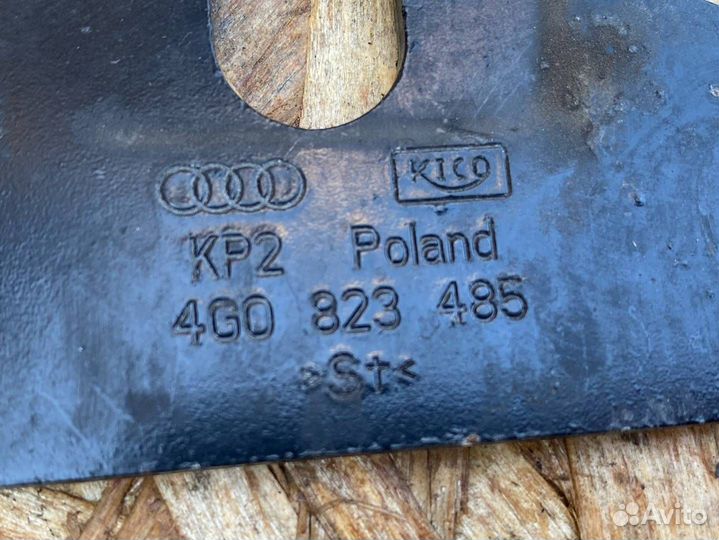 KICO
KP2 Poland
4G0 823 485
>St<
Avito